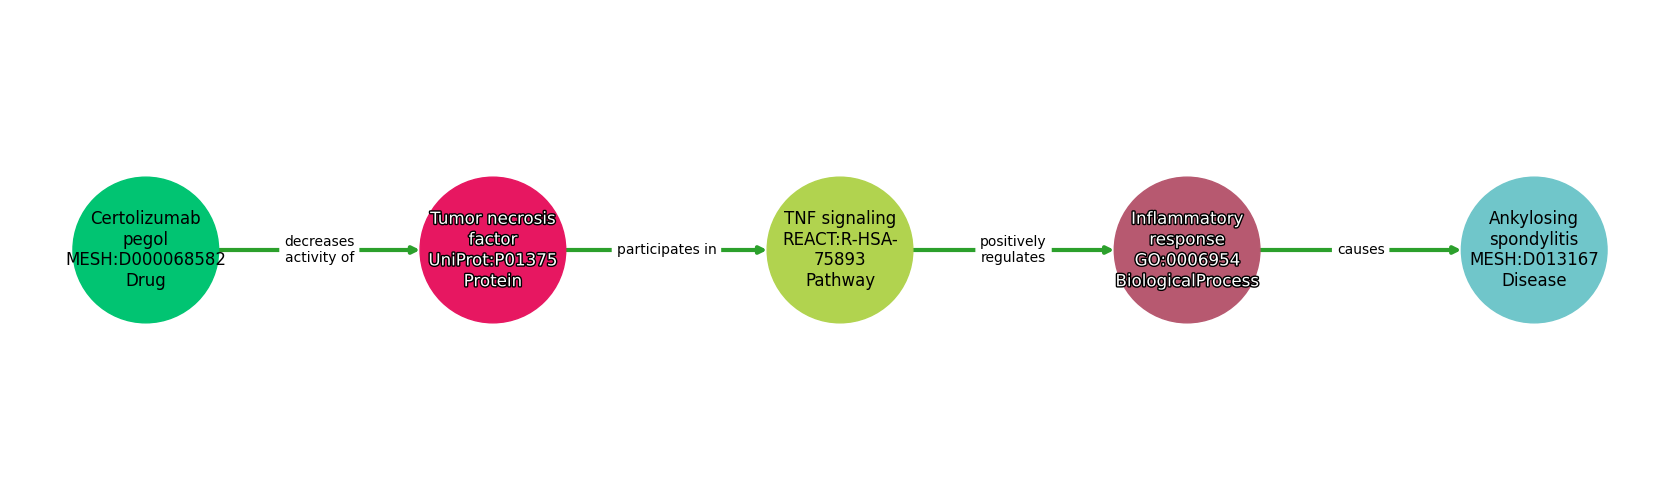 Certolizumab
pegol
MESH:D000068582
Drug
decreases
activity of
Tumor necrosis
factor
UniProt:P01375
Protein
participates in
TNF signaling
REACT:R-HSA-
75893
Pathway
positively
regulates
Inflammatory
response
GO:0006954
BiologicalProcess
causes
Ankylosing
spondylitis
MESH:D013167
Disease